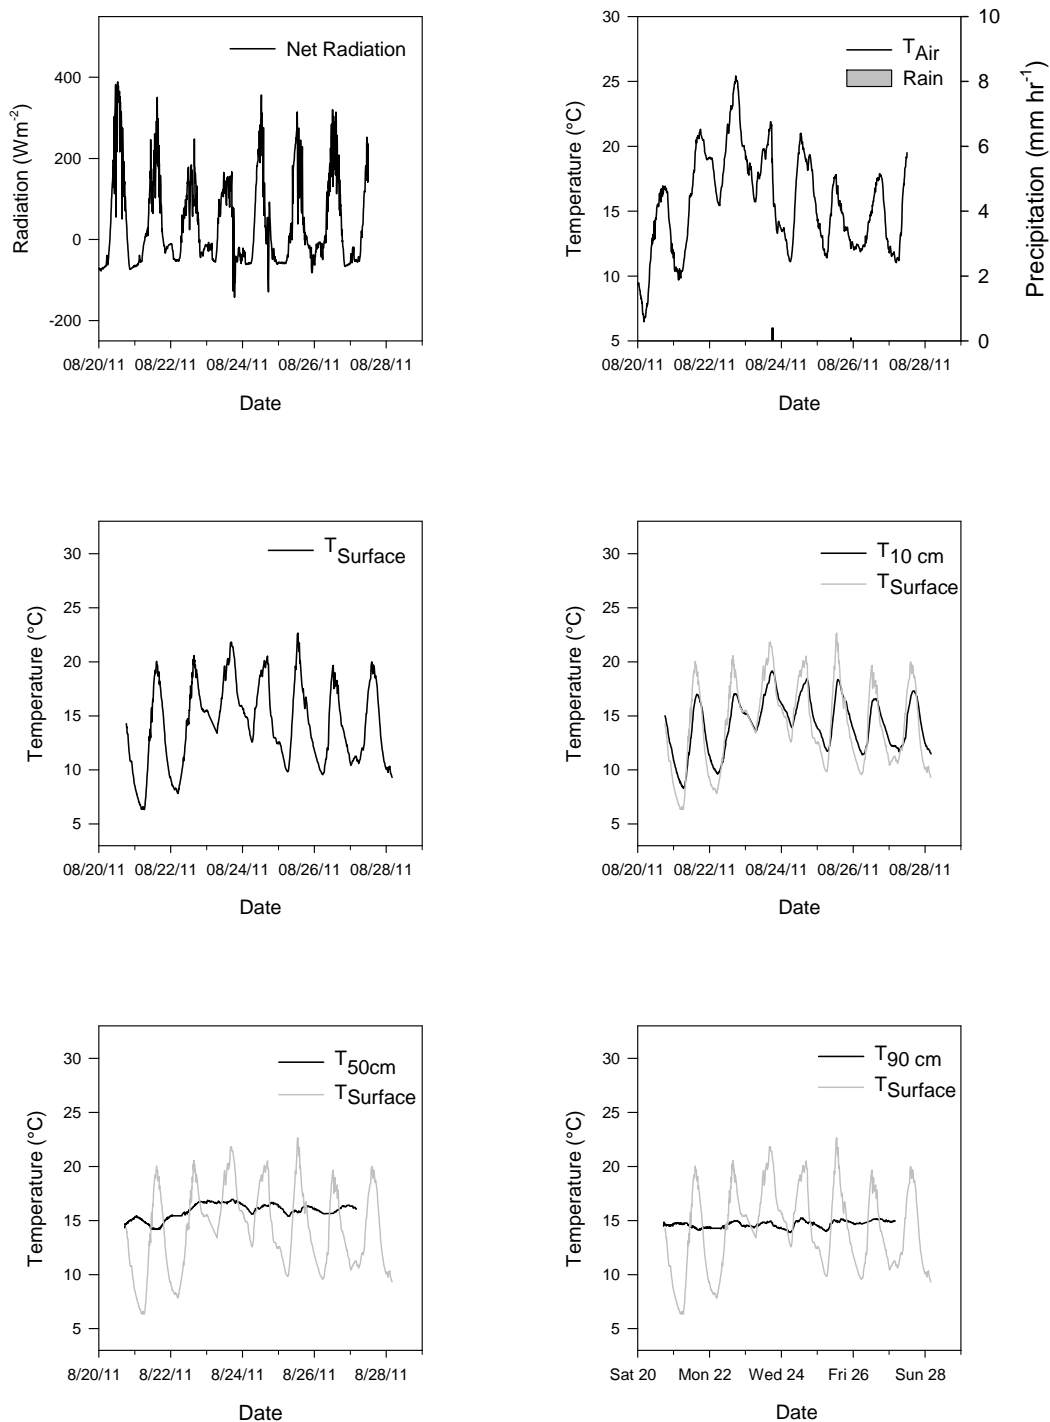 Net Radiation
400
200
0
-200
Radiation (Wm-2)
08/20/11 08/22/11 08/24/11 08/26/11 08/28/11
Date
TAir
Rain
30
25
20
15
10
5
Temperature (°C)
10
8
6
4
2
0
Precipitation (mm hr-1)
08/20/11 08/22/11 08/24/11 08/26/11 08/28/11
Date
TSurface
30
25
20
15
10
5
Temperature (°C)
08/20/11 08/22/11 08/24/11 08/26/11 08/28/11
Date
T10 cm
TSurface
30
25
20
15
10
5
Temperature (°C)
08/20/11 08/22/11 08/24/11 08/26/11 08/28/11
Date
T50cm
TSurface
30
25
20
15
10
5
Temperature (°C)
8/20/11 8/22/11 8/24/11 8/26/11 8/28/11
Date
T90 cm
TSurface
30
25
20
15
10
5
Temperature (°C)
Sat 20 Mon 22 Wed 24 Fri 26 Sun 28
Date